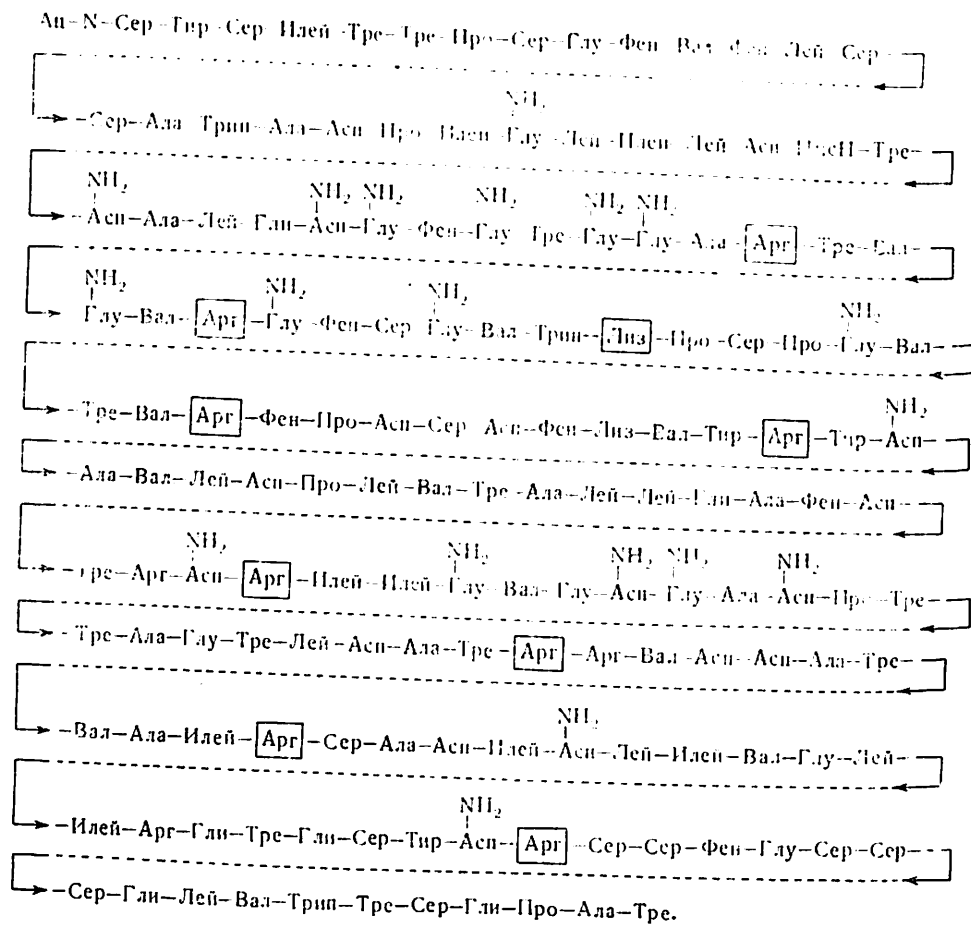 Ац–N–Сер–Тир–Сер–Илей–Тре–Тре–Про–Сер–Глу–Фен–Вал–Фен–Лей–Сер–
NH₂
–Сер–Ала–Трип–Ала–Асп–Про–Глу–Лей–Илей–Лей–Асп–Тре–
NH₂ NH₂ NH₂ NH₂ NH₂ NH₂
–Асп–Ала–Лей–Гли–Асп–Глу–Фен–Глу–Тре–Глу–Глу–Ала–Арг–Тре–Вал–
NH₂ NH₂ NH₂ NH₂
Глу–Вал–Арг–Глу–Фен–Сер–Глу–Вал–Трип–Лиз–Про–Сер–Про–Глу–Вал–
NH₂
–Тре–Вал–Арг–Фен–Про–Асп–Сер–Асп–Фен–Лиз–Вал–Тир–Арг–Тир–Асп–
–Ала–Вал–Лей–Асп–Про–Лей–Вал–Тре–Ала–Лей–Лей–Гли–Ала–Фен–Асп–
NH₂ NH₂ NH₂ NH₂ NH₂
–Тре–Арг–Асп–Арг–Илей–Илей–Глу–Вал–Глу–Асп–Глу–Ала–Асп–Про–Тре–
–Тре–Ала–Глу–Тре–Лей–Асп–Ала–Тре–Арг–Арг–Вал–Асп–Асп–Ала–Тре–
NH₂
–Вал–Ала–Илей–Арг–Сер–Ала–Асп–Илей–Асп–Лей–Илей–Вал–Глу–Лей–
NH₂
–Илей–Арг–Гли–Тре–Гли–Сер–Тир–Асп–Арг–Сер–Сер–Фен–Глу–Сер–Сер–
–Сер–Гли–Лей–Вал–Трип–Тре–Сер–Гли–Про–Ала–Тре.